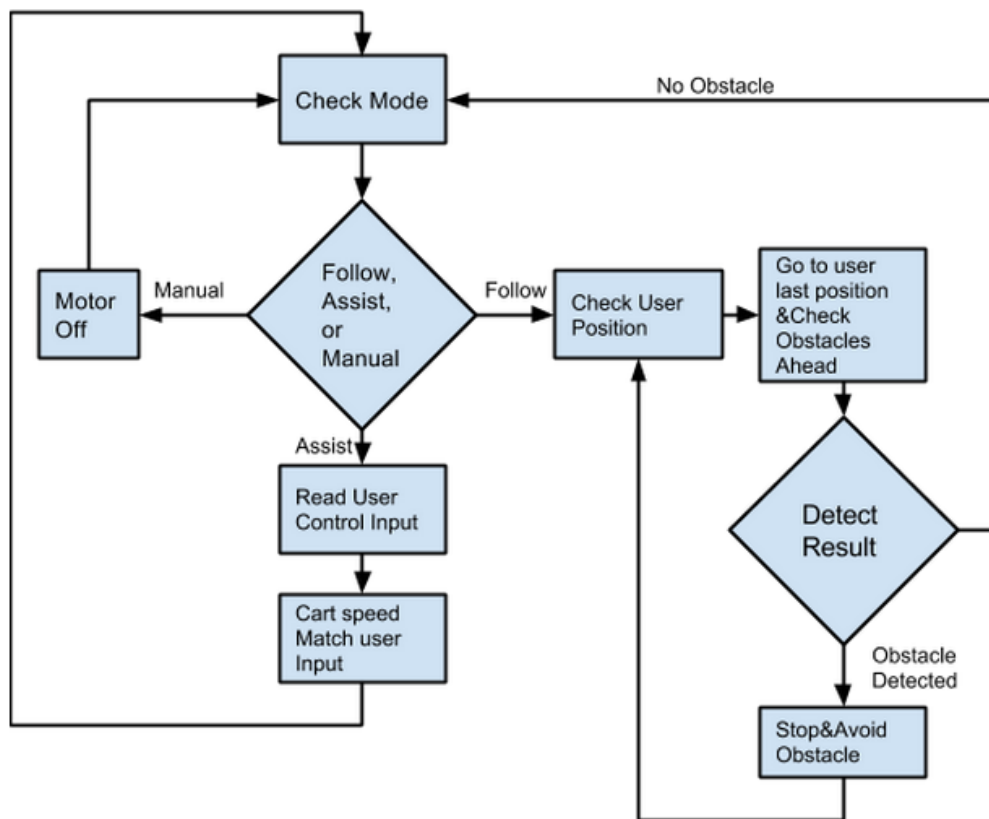 Check Mode
No Obstacle
Follow,
Assist,
or
Manual
Manual
Motor
Off
Follow
Check User
Position
Go to user
last position
&Check
Obstacles
Ahead
Assist
Read User
Control Input
Detect
Result
Cart speed
Match user
Input
Obstacle
Detected
Stop&Avoid
Obstacle